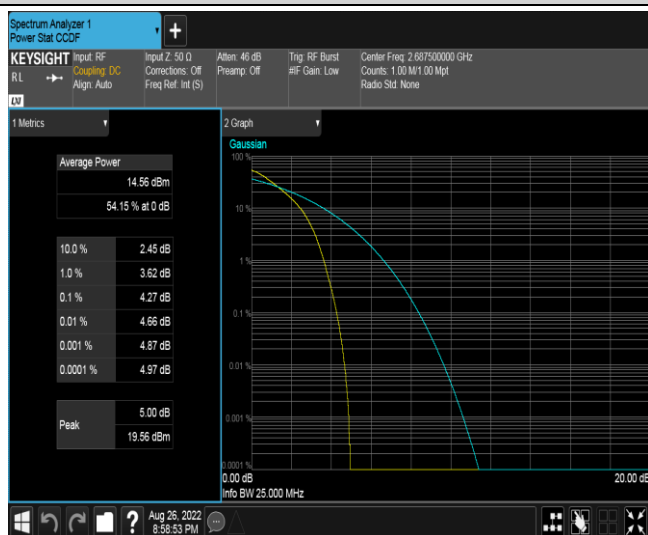 Spectrum Analyzer 1
Power Stat CCDF
KEYSIGHT
RL
Input: RF
Coupling: DC
Align: Auto
Input Z: 50 Ω
Corrections: Off
Freq Ref: Int (S)
Atten: 46 dB
Preamp: Off
Trig: RF Burst
#IF Gain: Low
Center Freq: 2.687500000 GHz
Counts: 1.00 M/1.00 Mpt
Radio Std: None
LXI
1 Metrics
Average Power
14.56 dBm
54.15 % at 0 dB
10.0 % 2.45 dB
1.0 % 3.62 dB
0.1 % 4.27 dB
0.01 % 4.66 dB
0.001 % 4.87 dB
0.0001 % 4.97 dB
Peak
5.00 dB
19.56 dBm
2 Graph
Gaussian
100 %
10 %
1 %
0.1 %
0.01 %
0.001 %
0.0001 %
0.00 dB 20.00 dB
Info BW 25.000 MHz
?
Aug 26, 2022
8:58:53 PM